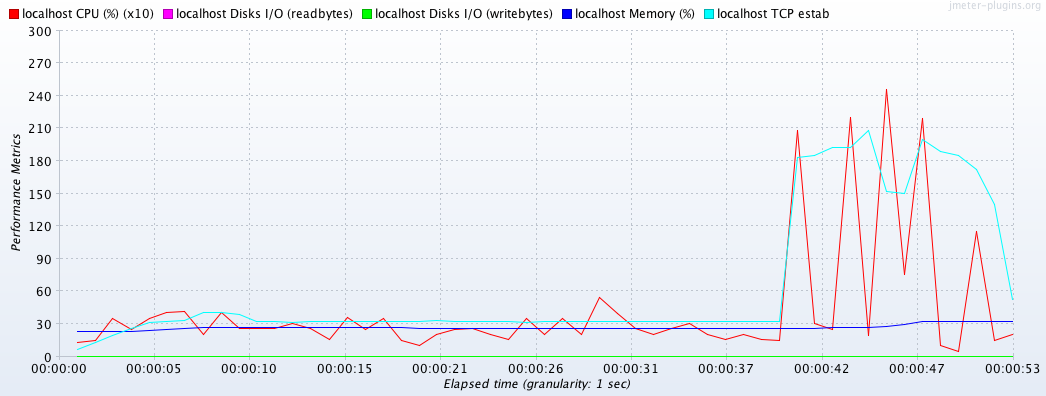 jmeter-plugins.org
localhost CPU (%) (x10) localhost Disks I/O (readbytes) localhost Disks I/O (writebytes) localhost Memory (%) localhost TCP estab
300
270
240
210
180
150
120
90
60
30
0
Performance Metrics
00:00:00 00:00:05 00:00:10 00:00:15 00:00:21 00:00:26 00:00:31 00:00:37 00:00:42 00:00:47 00:00:53
Elapsed time (granularity: 1 sec)